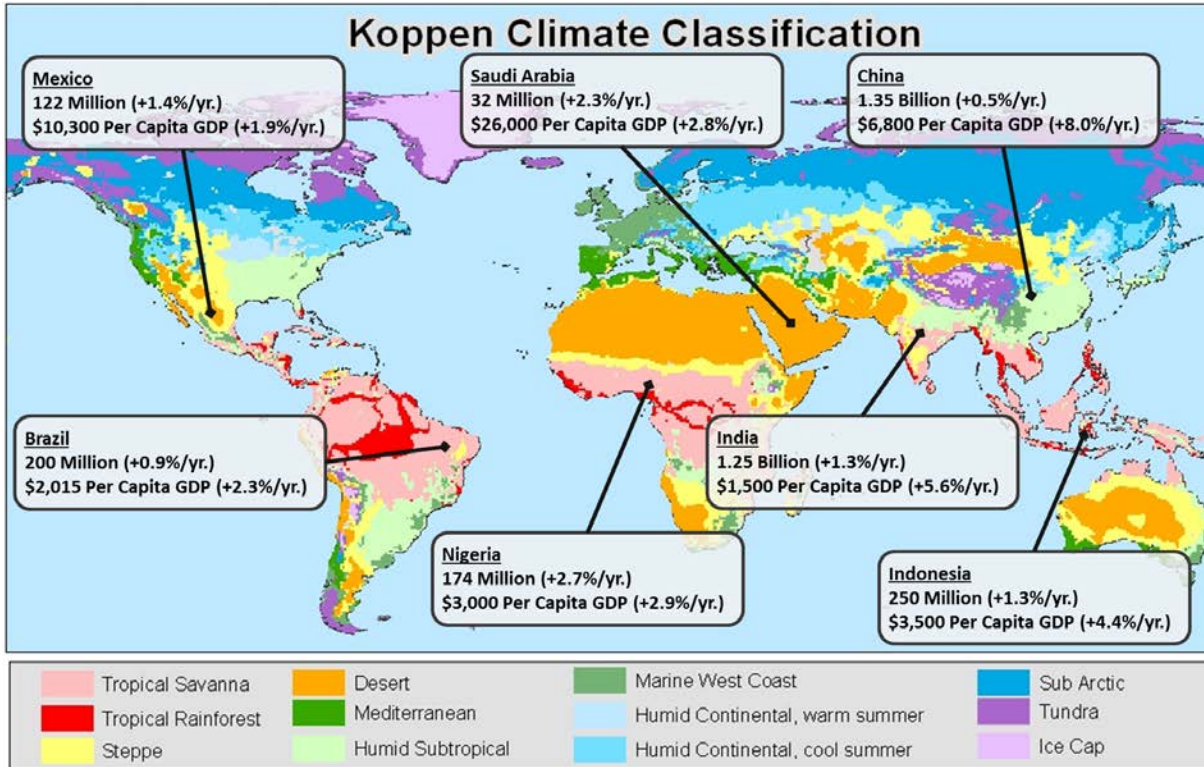 Koppen Climate Classification
Mexico
122 Million (+1.4%/yr.)
$10,300 Per Capita GDP (+1.9%/yr.)
Saudi Arabia
32 Million (+2.3%/yr.)
$26,000 Per Capita GDP (+2.8%/yr.)
China
1.35 Billion (+0.5%/yr.)
$6,800 Per Capita GDP (+8.0%/yr.)
Brazil
200 Million (+0.9%/yr.)
$2,015 Per Capita GDP (+2.3%/yr.)
India
1.25 Billion (+1.3%/yr.)
$1,500 Per Capita GDP (+5.6%/yr.)
Nigeria
174 Million (+2.7%/yr.)
$3,000 Per Capita GDP (+2.9%/yr.)
Indonesia
250 Million (+1.3%/yr.)
$3,500 Per Capita GDP (+4.4%/yr.)
Tropical Savanna
Tropical Rainforest
Steppe
Desert
Mediterranean
Humid Subtropical
Marine West Coast
Humid Continental, warm summer
Humid Continental, cool summer
Sub Arctic
Tundra
Ice Cap